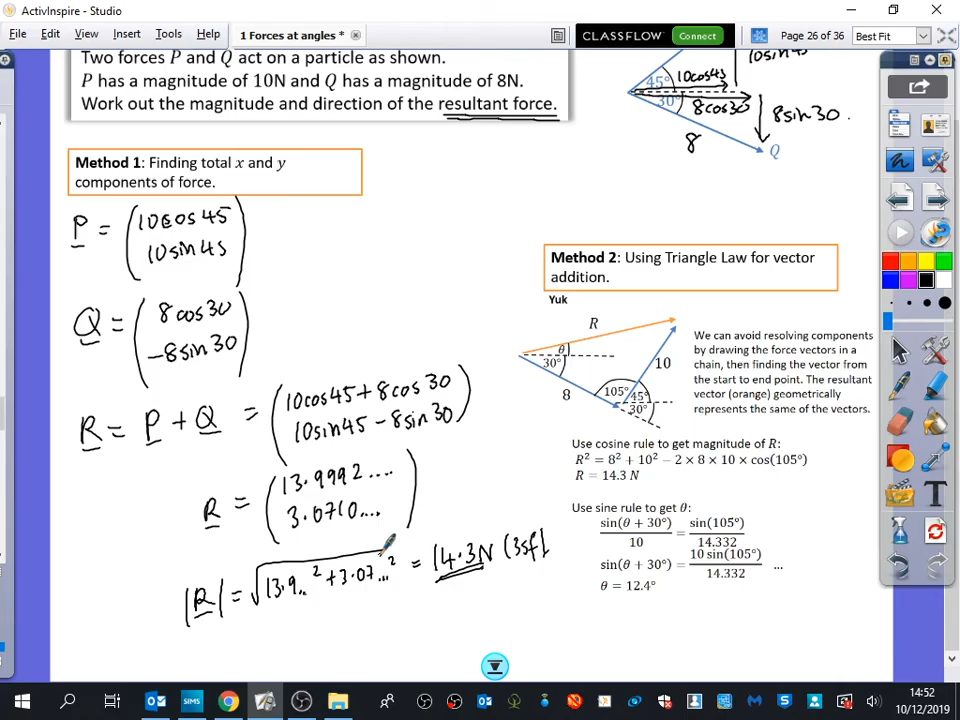 ActivInspire - Studio
File Edit View Insert Tools Help
1 Forces at angles *
CLASSFLOW Connect
Page 26 of 36
Best Fit
Two forces P and Q act on a particle as shown.
P has a magnitude of 10N and Q has a magnitude of 8N.
Work out the magnitude and direction of the resultant force.
45°
10cos45
30°
8cos30
8sin30
8
Q
Method 1: Finding total x and y
components of force.
P = (10cos45
10sin45)
Q = (8cos30
-8sin30)
R = P + Q = (10cos45+8cos30
10sin45-8sin30)
R = (13.9992....
3.0710...)
|R| = √13.9..² +3.07...² = 14.3N (3sf)
Method 2: Using Triangle Law for vector
addition.
Yuk
R
θ
30°
10
8
105°
45°
30°
We can avoid resolving components
by drawing the force vectors in a
chain, then finding the vector from
the start to end point. The resultant
vector (orange) geometrically
represents the same of the vectors.
Use cosine rule to get magnitude of R:
R² = 8² + 10² − 2 × 8 × 10 × cos(105°)
R = 14.3 N
Use sine rule to get θ:
sin(θ + 30°)/10 = sin(105°)/14.332
sin(θ + 30°) = 10 sin(105°)/14.332 ...
θ = 12.4°
SIMS
14:52
10/12/2019